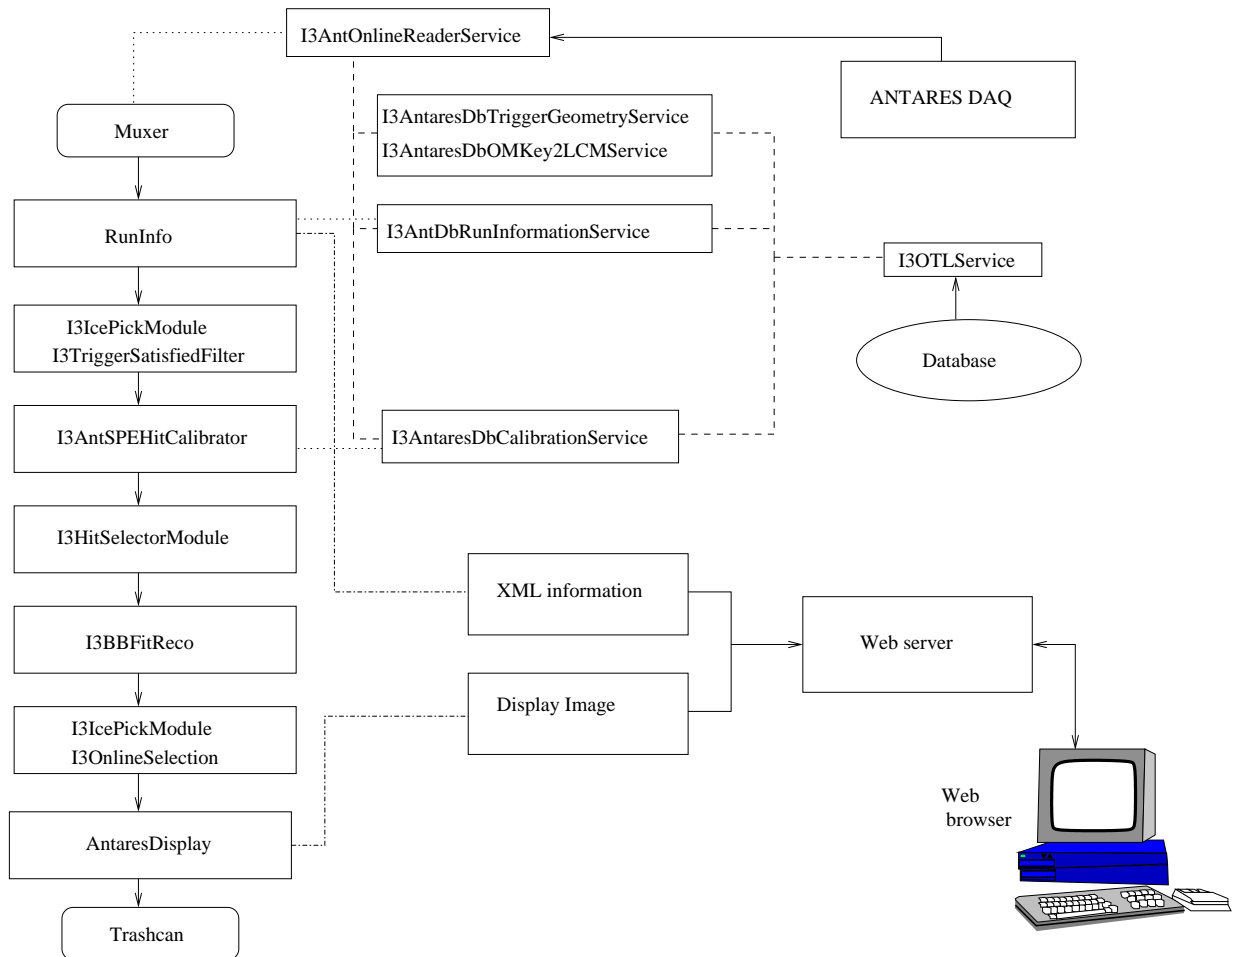 I3AntOnlineReaderService
ANTARES DAQ
Muxer
I3AntaresDbTriggerGeometryService
I3AntaresDbOMKey2LCMService
RunInfo
I3AntDbRunInformationService
I3OTLService
I3IcePickModule
I3TriggerSatisfiedFilter
Database
I3AntSPEHitCalibrator
I3AntaresDbCalibrationService
I3HitSelectorModule
XML information
I3BBFitReco
Web server
Display Image
I3IcePickModule
I3OnlineSelection
Web
browser
AntaresDisplay
Trashcan